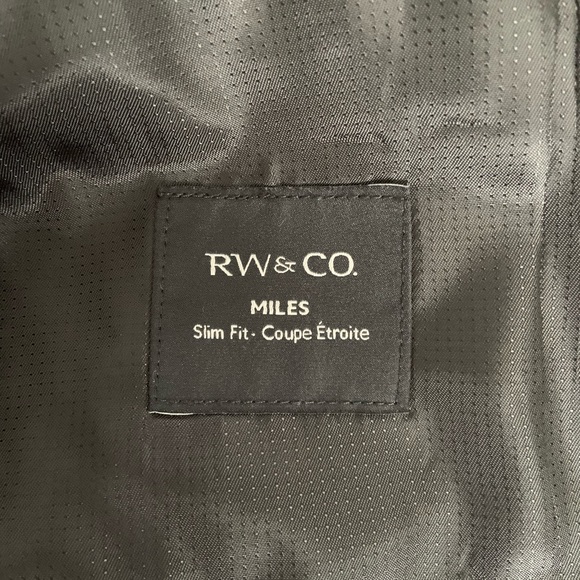 RW&CO.
MILES
Slim Fit - Coupe Étroite